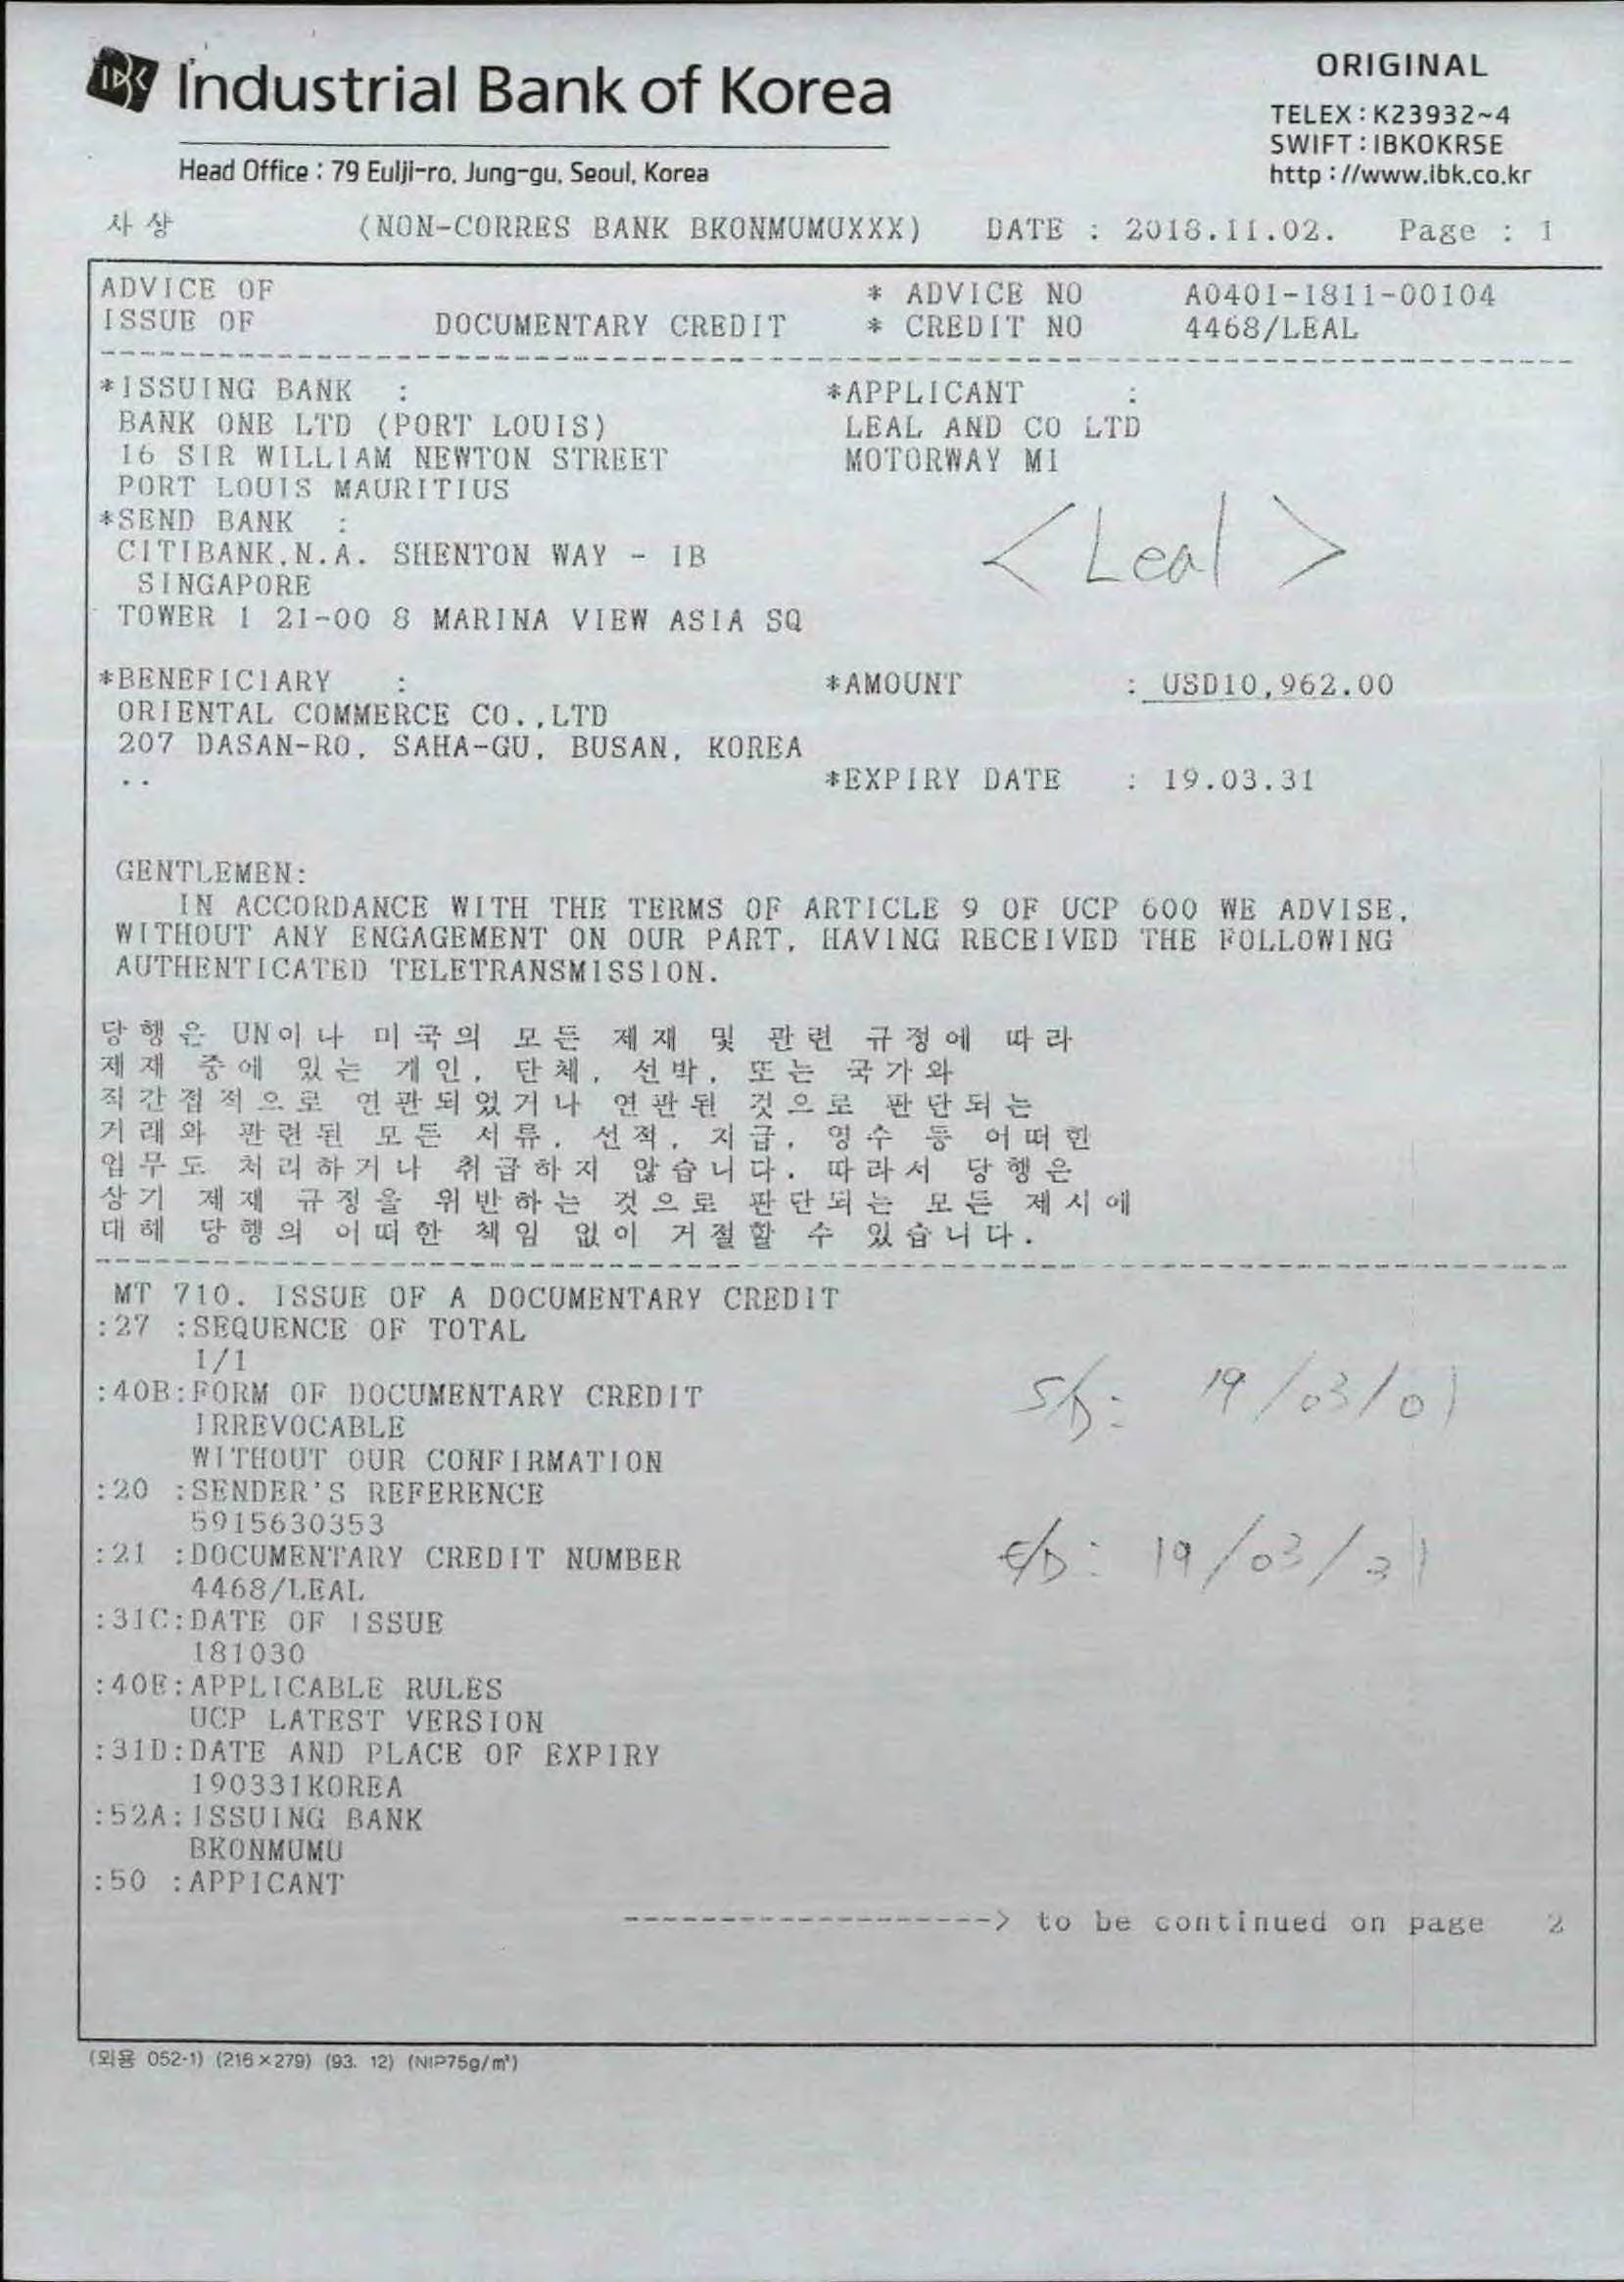 IBK Industrial Bank of Korea
ORIGINAL
TELEX : K23932~4
SWIFT : IBKOKRSE
http : //www.ibk.co.kr
Head Office : 79 Eulji-ro, Jung-gu, Seoul, Korea
사상 (NON-CORRES BANK BKONMUMUXXX) DATE : 2018.11.02. Page : 1
ADVICE OF * ADVICE NO A0401-1811-00104
ISSUE OF DOCUMENTARY CREDIT * CREDIT NO 4468/LEAL
*ISSUING BANK : *APPLICANT :
BANK ONE LTD (PORT LOUIS) LEAL AND CO LTD
16 SIR WILLIAM NEWTON STREET MOTORWAY M1
PORT LOUIS MAURITIUS
*SEND BANK :
CITIBANK,N.A. SHENTON WAY - IB
<Leal>
SINGAPORE
TOWER 1 21-00 8 MARINA VIEW ASIA SQ
*BENEFICIARY : *AMOUNT : USD10,962.00
ORIENTAL COMMERCE CO.,LTD
207 DASAN-RO, SAHA-GU, BUSAN, KOREA
..
*EXPIRY DATE : 19.03.31
GENTLEMEN:
IN ACCORDANCE WITH THE TERMS OF ARTICLE 9 OF UCP 600 WE ADVISE,
WITHOUT ANY ENGAGEMENT ON OUR PART, HAVING RECEIVED THE FOLLOWING
AUTHENTICATED TELETRANSMISSION.
당행은 UN이나 미국의 모든 제재 및 관련 규정에 따라
제재 중에 있는 개인, 단체, 선박, 또는 국가와
직간접적으로 연관되었거나 연관된 것으로 판단되는
거래와 관련된 모든 서류, 선적, 지급, 영수 등 어떠한
업무도 처리하거나 취급하지 않습니다. 따라서 당행은
상기 제재 규정을 위반하는 것으로 판단되는 모든 제시에
대해 당행의 어떠한 책임 없이 거절할 수 있습니다.
MT 710. ISSUE OF A DOCUMENTARY CREDIT
:27 :SEQUENCE OF TOTAL
1/1
:40B:FORM OF DOCUMENTARY CREDIT
S/D: 19/03/01
IRREVOCABLE
WITHOUT OUR CONFIRMATION
:20 :SENDER'S REFERENCE
5915630353
:21 :DOCUMENTARY CREDIT NUMBER
E/D: 19/03/31
4468/LEAL
:31C:DATE OF ISSUE
181030
:40E:APPLICABLE RULES
UCP LATEST VERSION
:31D:DATE AND PLACE OF EXPIRY
190331KOREA
:52A:ISSUING BANK
BKONMUMU
:50 :APPICANT
--------------------> to be continued on page 2
(외용 052-1) (216×279) (93. 12) (NIP75g/m²)